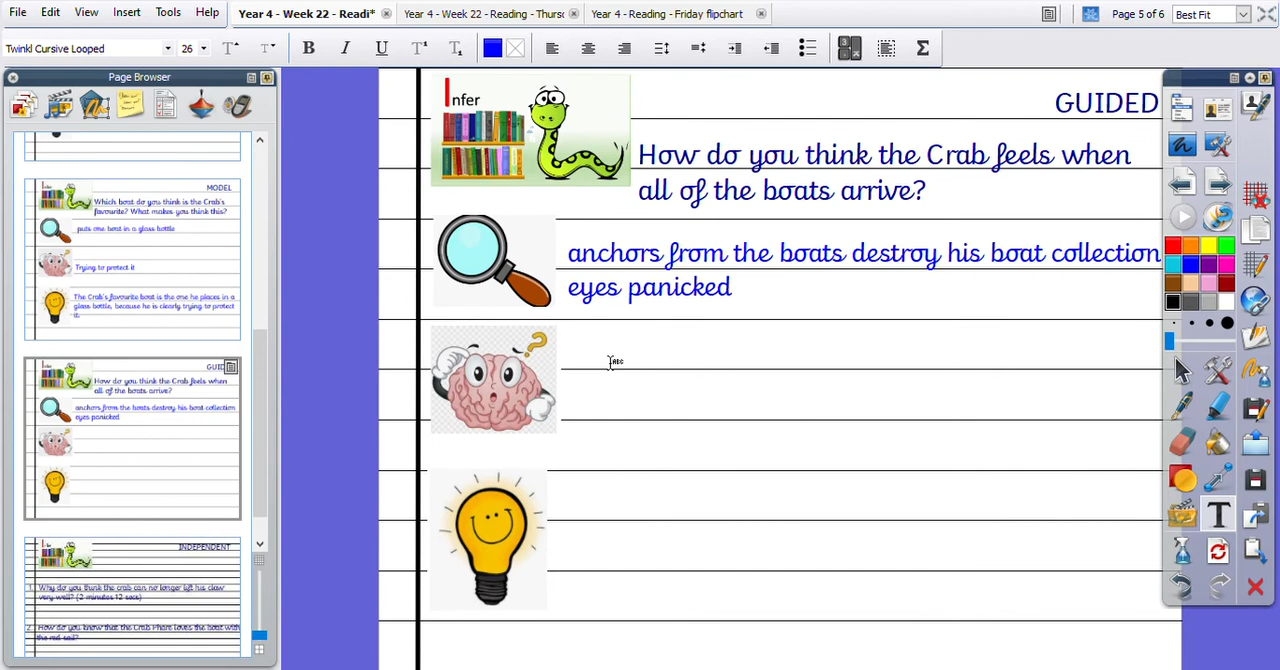 File Edit View Insert Tools Help
Year 4 - Week 22 - Readi*
Year 4 - Week 22 - Reading - Thurs
Year 4 - Reading - Friday flipchart
Page 5 of 6
Best Fit
Twinkl Cursive Looped
26
Page Browser
MODEL
Infer
Which boat do you think is the Crab's
favourite? What makes you think this?
puts one boat in a glass bottle
Trying to protect it
The Crab's favourite boat is the one he places in a
glass bottle, because he is clearly trying to protect
it.
GUID
How do you think the Crab feels when
all of the boats arrive?
anchors from the boats destroy his boat collection
eyes panicked
INDEPENDENT
1. Why do you think the crab can no longer lift his claw
very well? (2 minutes 12 secs)
2. How do you know that the Crab Phare loves the boat with
the red sail?
Infer
GUIDED
How do you think the Crab feels when
all of the boats arrive?
anchors from the boats destroy his boat collection
eyes panicked
ABC